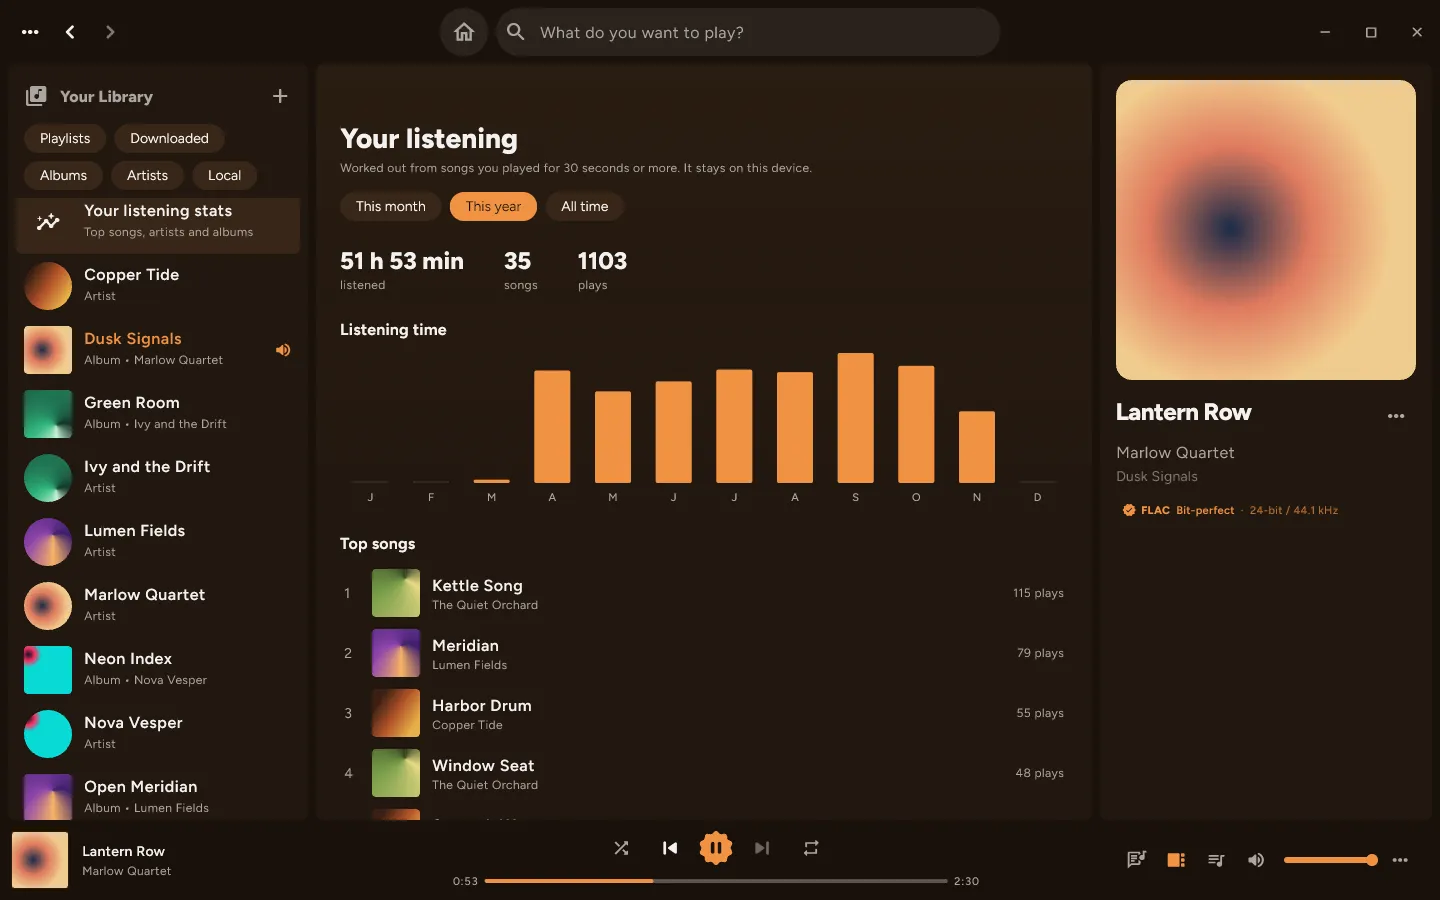 What do you want to play?
Your Library
Playlists
Downloaded
Albums
Artists
Local
Your listening stats
Top songs, artists and albums
Copper Tide
Artist
Dusk Signals
Album • Marlow Quartet
Green Room
Album • Ivy and the Drift
Ivy and the Drift
Artist
Lumen Fields
Artist
Marlow Quartet
Artist
Neon Index
Album • Nova Vesper
Nova Vesper
Artist
Open Meridian
Album • Lumen Fields
Your listening
Worked out from songs you played for 30 seconds or more. It stays on this device.
This month
This year
All time
51 h 53 min
listened
35
songs
1103
plays
Listening time
J F M A M J J A S O N D
Top songs
1
Kettle Song
The Quiet Orchard
115 plays
2
Meridian
Lumen Fields
79 plays
3
Harbor Drum
Copper Tide
55 plays
4
Window Seat
The Quiet Orchard
48 plays
Lantern Row
Marlow Quartet
Dusk Signals
FLAC Bit-perfect · 24-bit / 44.1 kHz
Lantern Row
Marlow Quartet
0:53
2:30